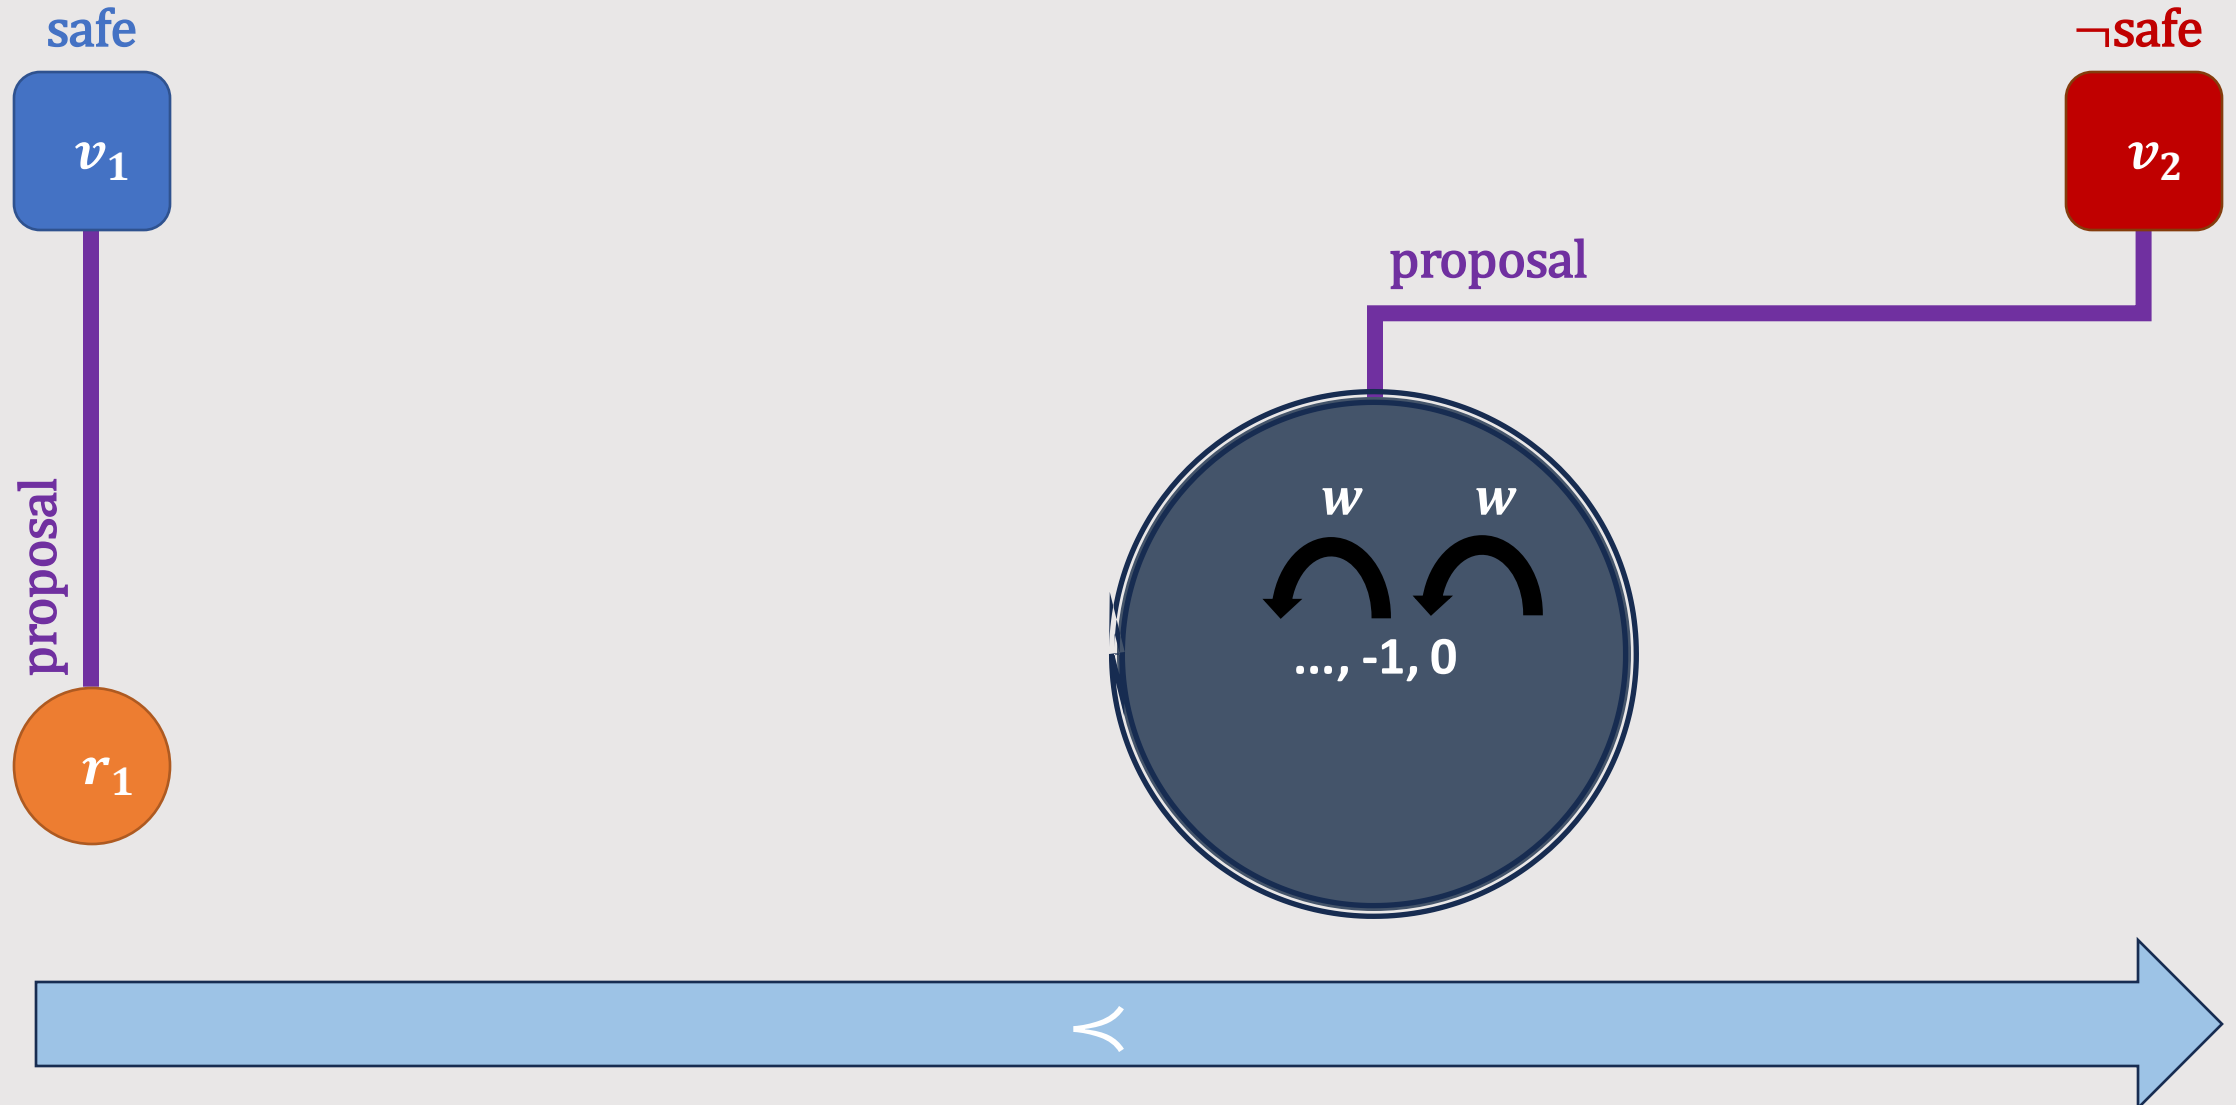 safe
¬safe
v₁
v₂
proposal
proposal
w w
..., -1, 0
r₁
≺